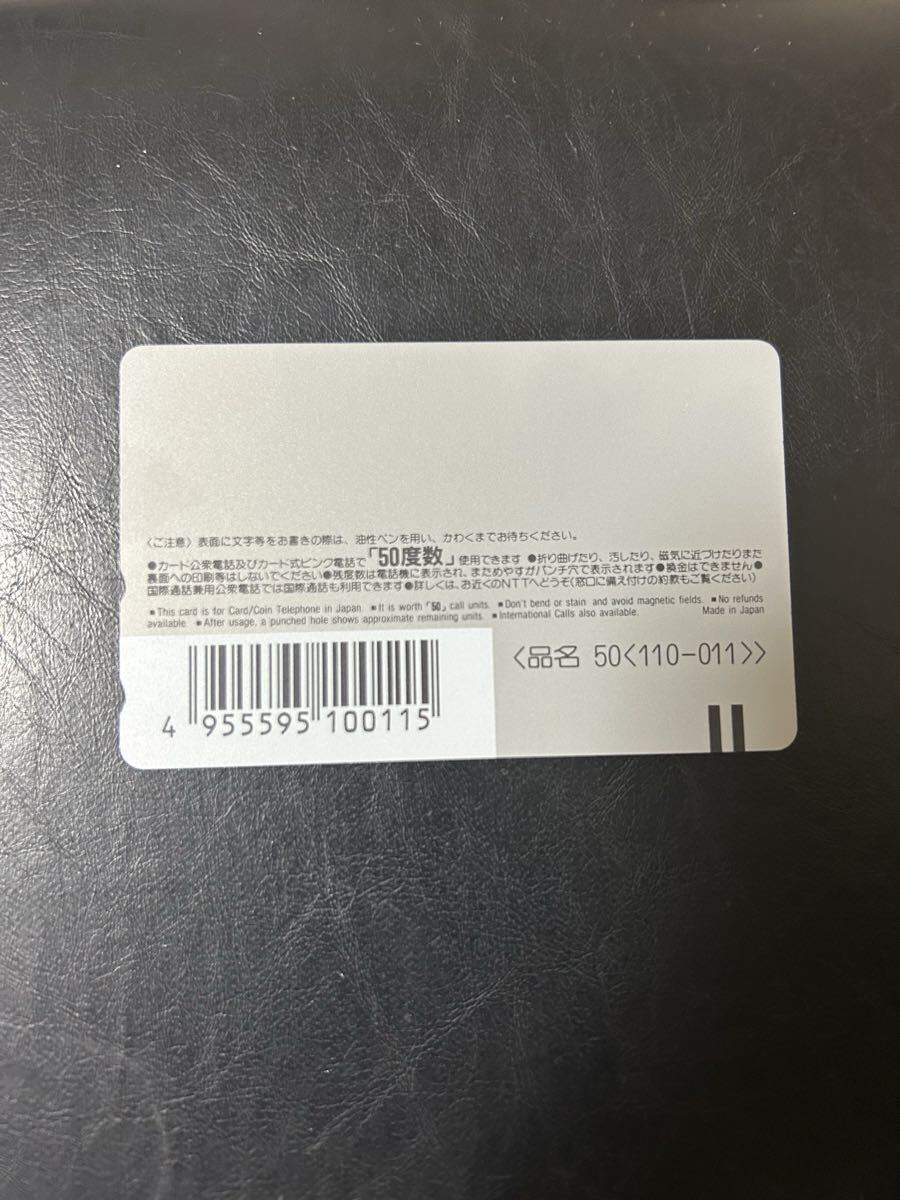 〈ご注意〉表面に文字等をお書きの際は、油性ペンを用い、かわくまでお待ちください。
●カード公衆電話及びカード式ピンク電話で「50度数」使用できます ●折り曲げたり、汚したり、磁気に近づけたりまた
裏面への印刷等はしないでください●残度数は電話機に表示され、まためやすがパンチ穴で表示されます●換金はできません●
国際通話兼用公衆電話では国際通話も利用できます●詳しくは、お近くのNTTへどうぞ(窓口に備え付けの約款もご覧ください)
■This card is for Card/Coin Telephone in Japan. ■It is worth「50」call units. ■Don't bend or stain and avoid magnetic fields. ■No refunds
available. ■After usage, a punched hole shows approximate remaining units. ■International Calls also available. Made in Japan
〈品名 50〈110-011〉〉
4 955595 100115